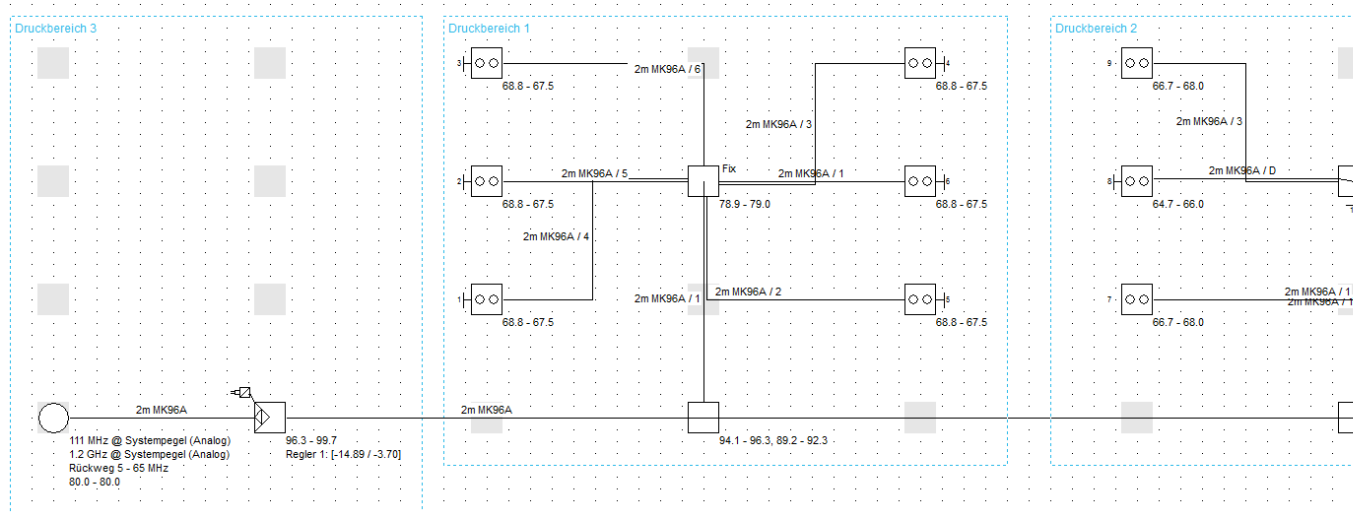 Druckbereich 3
Druckbereich 1
Druckbereich 2
3
2m MK96A / 6
4
9
68.8 - 67.5
68.8 - 67.5
66.7 - 68.0
2m MK96A / 3
2m MK96A / 3
2
2m MK96A / 5
Fix
2m MK96A / 1
6
8
2m MK96A / D
68.8 - 67.5
78.9 - 79.0
68.8 - 67.5
64.7 - 66.0
2m MK96A / 4
1
2m MK96A / 1
2m MK96A / 2
5
7
2m MK96A / 1
2m MK96A / 1
68.8 - 67.5
68.8 - 67.5
66.7 - 68.0
2m MK96A
2m MK96A
111 MHz @ Systempegel (Analog)
1.2 GHz @ Systempegel (Analog)
Rückweg 5 - 65 MHz
80.0 - 80.0
96.3 - 99.7
Regler 1: [-14.89 / -3.70]
94.1 - 96.3, 89.2 - 92.3